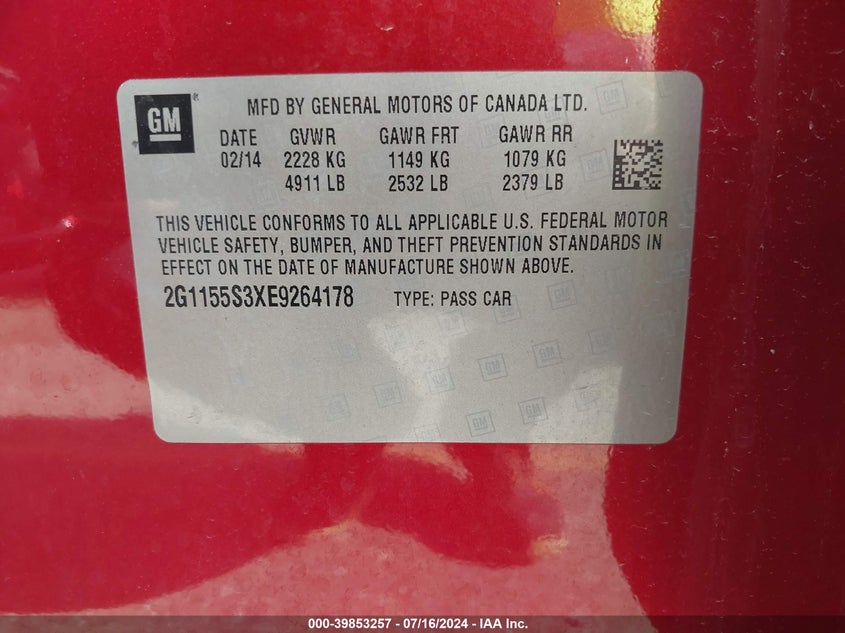 GM
MFD BY GENERAL MOTORS OF CANADA LTD.
DATE GVWR GAWR FRT GAWR RR
02/14 2228 KG 1149 KG 1079 KG
4911 LB 2532 LB 2379 LB
THIS VEHICLE CONFORMS TO ALL APPLICABLE U.S. FEDERAL MOTOR
VEHICLE SAFETY, BUMPER, AND THEFT PREVENTION STANDARDS IN
EFFECT ON THE DATE OF MANUFACTURE SHOWN ABOVE.
2G1155S3XE9264178 TYPE: PASS CAR
000-39853257 - 07/16/2024 - IAA Inc.